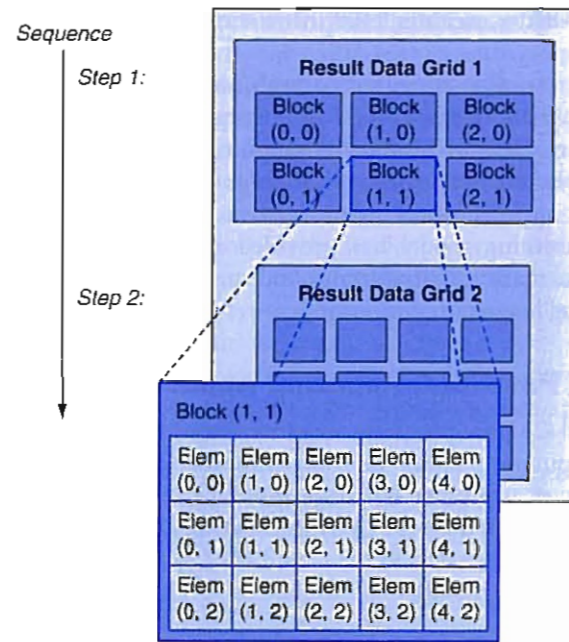 Sequence
Step 1:
Result Data Grid 1
Block Block Block
(0, 0) (1, 0) (2, 0)
Block Block Block
(0, 1) (1, 1) (2, 1)
Step 2:
Result Data Grid 2
Block (1, 1)
Elem Elem Elem Elem Elem
(0, 0) (1, 0) (2, 0) (3, 0) (4, 0)
Elem Elem Elem Elem Elem
(0, 1) (1, 1) (2, 1) (3, 1) (4, 1)
Elem Elem Elem Elem Elem
(0, 2) (1, 2) (2, 2) (3, 2) (4, 2)